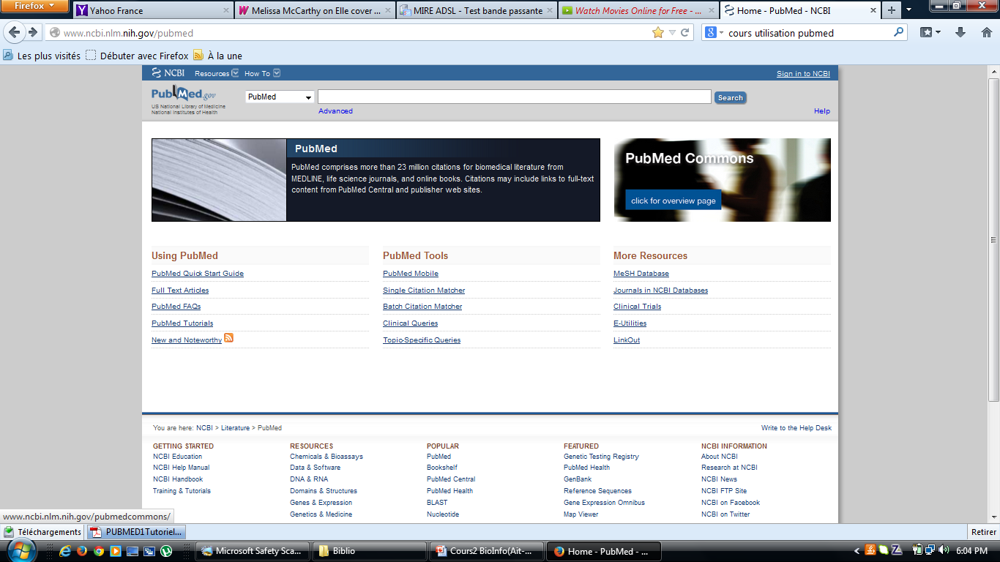 Firefox
Yahoo France
Melissa McCarthy on Elle cover ...
MIRE ADSL - Test bande passante
Watch Movies Online for Free - ...
Home - PubMed - NCBI
www.ncbi.nlm.nih.gov/pubmed
cours utilisation pubmed
Les plus visités
Débuter avec Firefox
À la une
NCBI Resources How To
Sign in to NCBI
PubMed.gov
US National Library of Medicine
National Institutes of Health
PubMed
Search
Advanced
Help
PubMed
PubMed comprises more than 23 million citations for biomedical literature from
MEDLINE, life science journals, and online books. Citations may include links to full-text
content from PubMed Central and publisher web sites.
PubMed Commons
click for overview page
Using PubMed
PubMed Quick Start Guide
Full Text Articles
PubMed FAQs
PubMed Tutorials
New and Noteworthy
PubMed Tools
PubMed Mobile
Single Citation Matcher
Batch Citation Matcher
Clinical Queries
Topic-Specific Queries
More Resources
MeSH Database
Journals in NCBI Databases
Clinical Trials
E-Utilities
LinkOut
You are here: NCBI > Literature > PubMed
Write to the Help Desk
GETTING STARTED
NCBI Education
NCBI Help Manual
NCBI Handbook
Training & Tutorials
RESOURCES
Chemicals & Bioassays
Data & Software
DNA & RNA
Domains & Structures
Genes & Expression
Genetics & Medicine
POPULAR
PubMed
Bookshelf
PubMed Central
PubMed Health
BLAST
Nucleotide
FEATURED
Genetic Testing Registry
PubMed Health
GenBank
Reference Sequences
Gene Expression Omnibus
Map Viewer
NCBI INFORMATION
About NCBI
Research at NCBI
NCBI News
NCBI FTP Site
NCBI on Facebook
NCBI on Twitter
www.ncbi.nlm.nih.gov/pubmedcommons/
Téléchargements
PUBMED1Tutoriel...
Retirer
Microsoft Safety Sca...
Biblio
Cours2 BioInfo(Ait-...
Home - PubMed - ...
6:04 PM